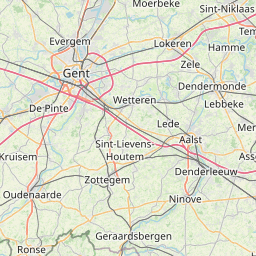 Moerbeke
Sint-Niklaas
Evergem
Lokeren
Tem
Hamme
Gent
Zele
Dendermonde
De Pinte
Wetteren
Lebbeke
Lede
Aalst
Mer
Kruisem
Sint-Lievens-
Houtem
Ass
Denderleeuw
Zottegem
Oudenaarde
Ninove
Geraardsbergen
Ronse